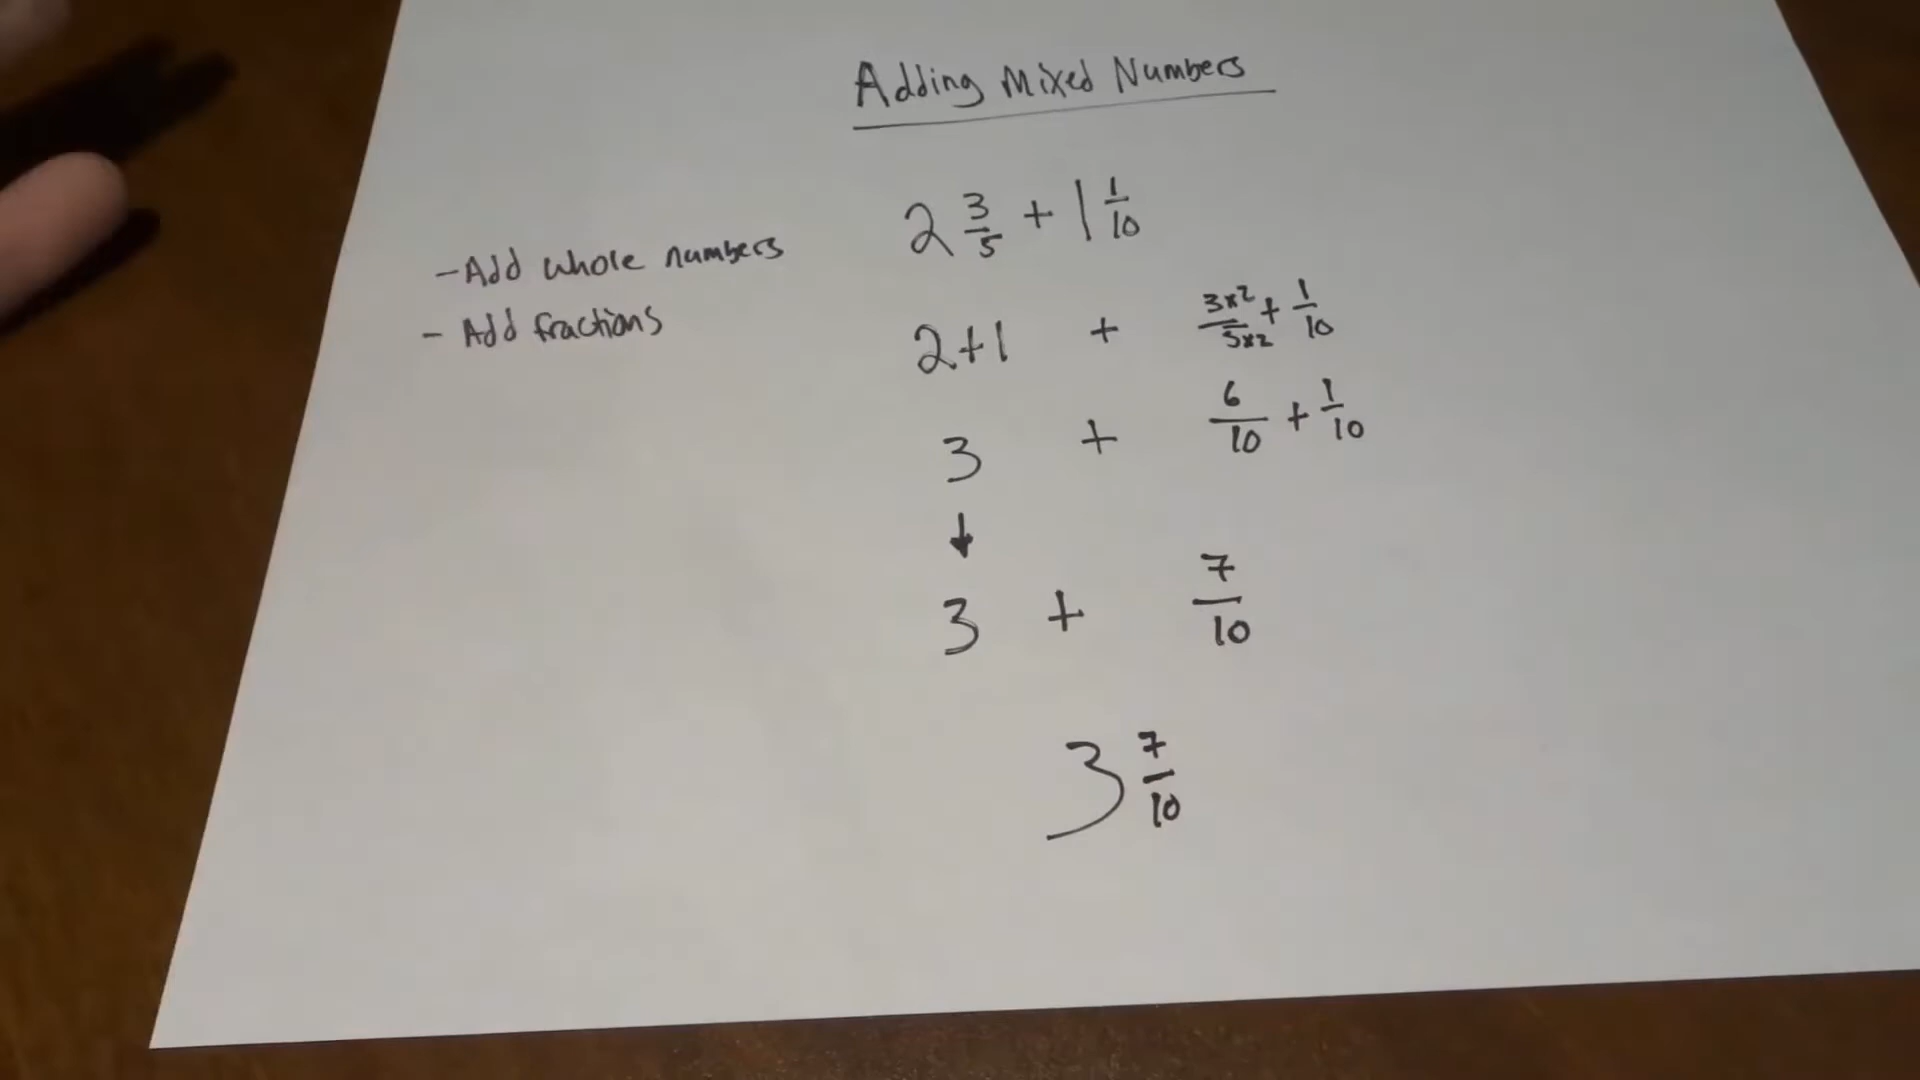 Adding Mixed Numbers
2 3/5 + 1 1/10
- Add whole numbers
2+1 + 3x2/5x2 + 1/10
- Add fractions
3 + 6/10 + 1/10
↓
3 + 7/10
3 7/10